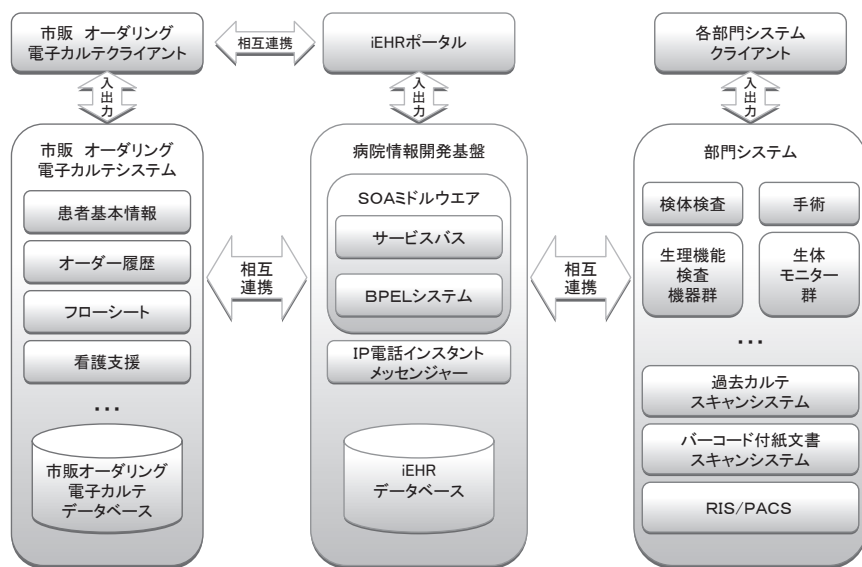 市販 オーダリング
電子カルテクライアント
相互連携
iEHRポータル
各部門システム
クライアント
入出力
入出力
入出力
市販 オーダリング
電子カルテシステム
患者基本情報
オーダー履歴
フローシート
看護支援
…
市販オーダリング
電子カルテ
データベース
相互
連携
病院情報開発基盤
SOAミドルウエア
サービスバス
BPELシステム
IP電話インスタント
メッセンジャー
iEHR
データベース
相互
連携
部門システム
検体検査
手術
生理機能
検査
機器群
生体
モニター
群
…
過去カルテ
スキャンシステム
バーコード付紙文書
スキャンシステム
RIS/PACS